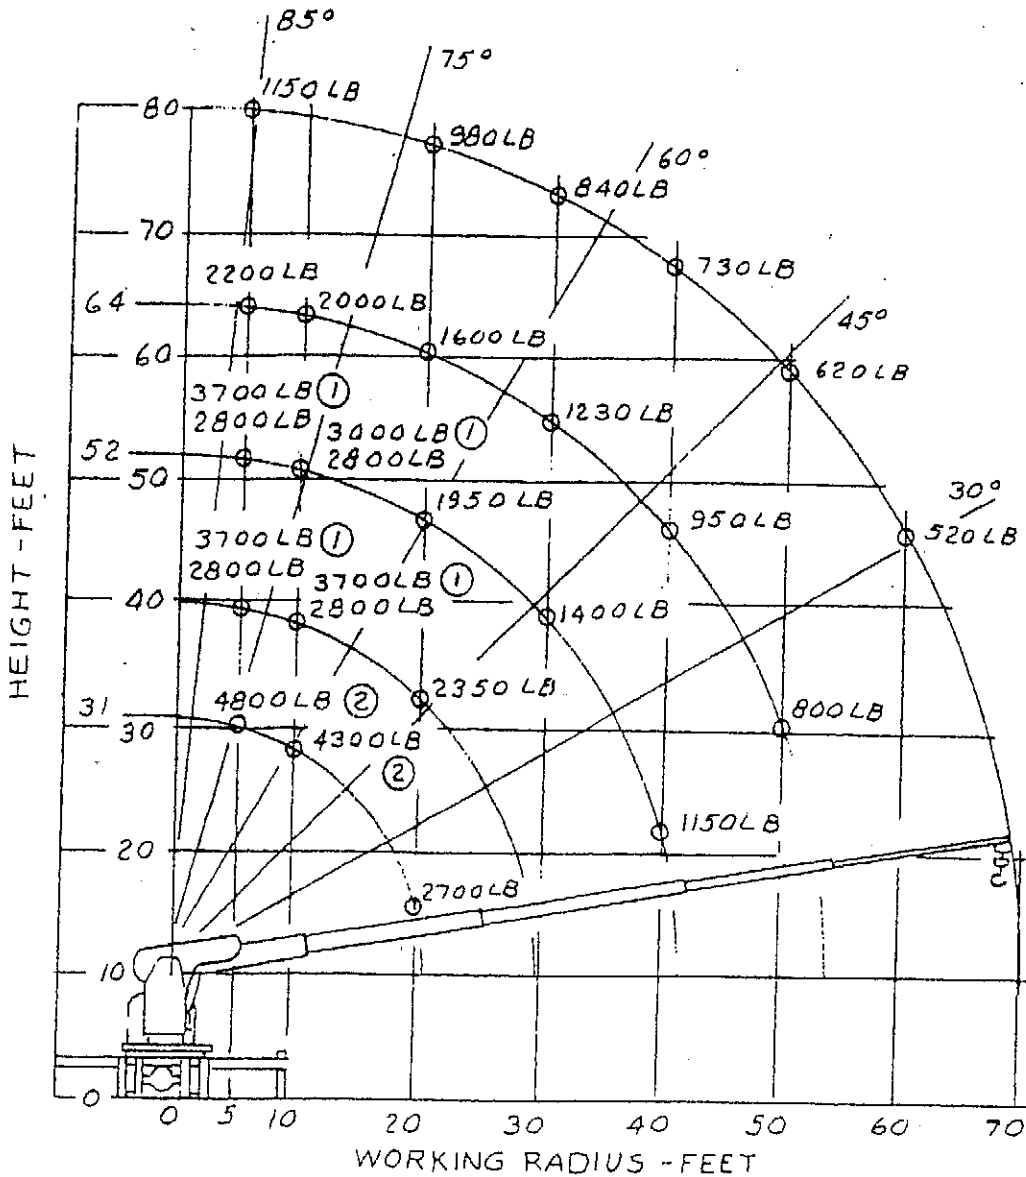 85°
75°
80
1150 LB
980 LB
60°
840 LB
70
730 LB
2200 LB
64
2000 LB
45°
1600 LB
60
620 LB
3700 LB ①
2800 LB
1230 LB
3000 LB ①
2800 LB
52
50
1950 LB
30°
950 LB
520 LB
3700 LB ①
2800 LB
3700 LB ①
2800 LB
40
1400 LB
HEIGHT-FEET
2350 LB
4800 LB ②
31
30
800 LB
4300 LB
②
1150 LB
20
2700 LB
10
0
0 5 10 20 30 40 50 60 70
WORKING RADIUS -FEET